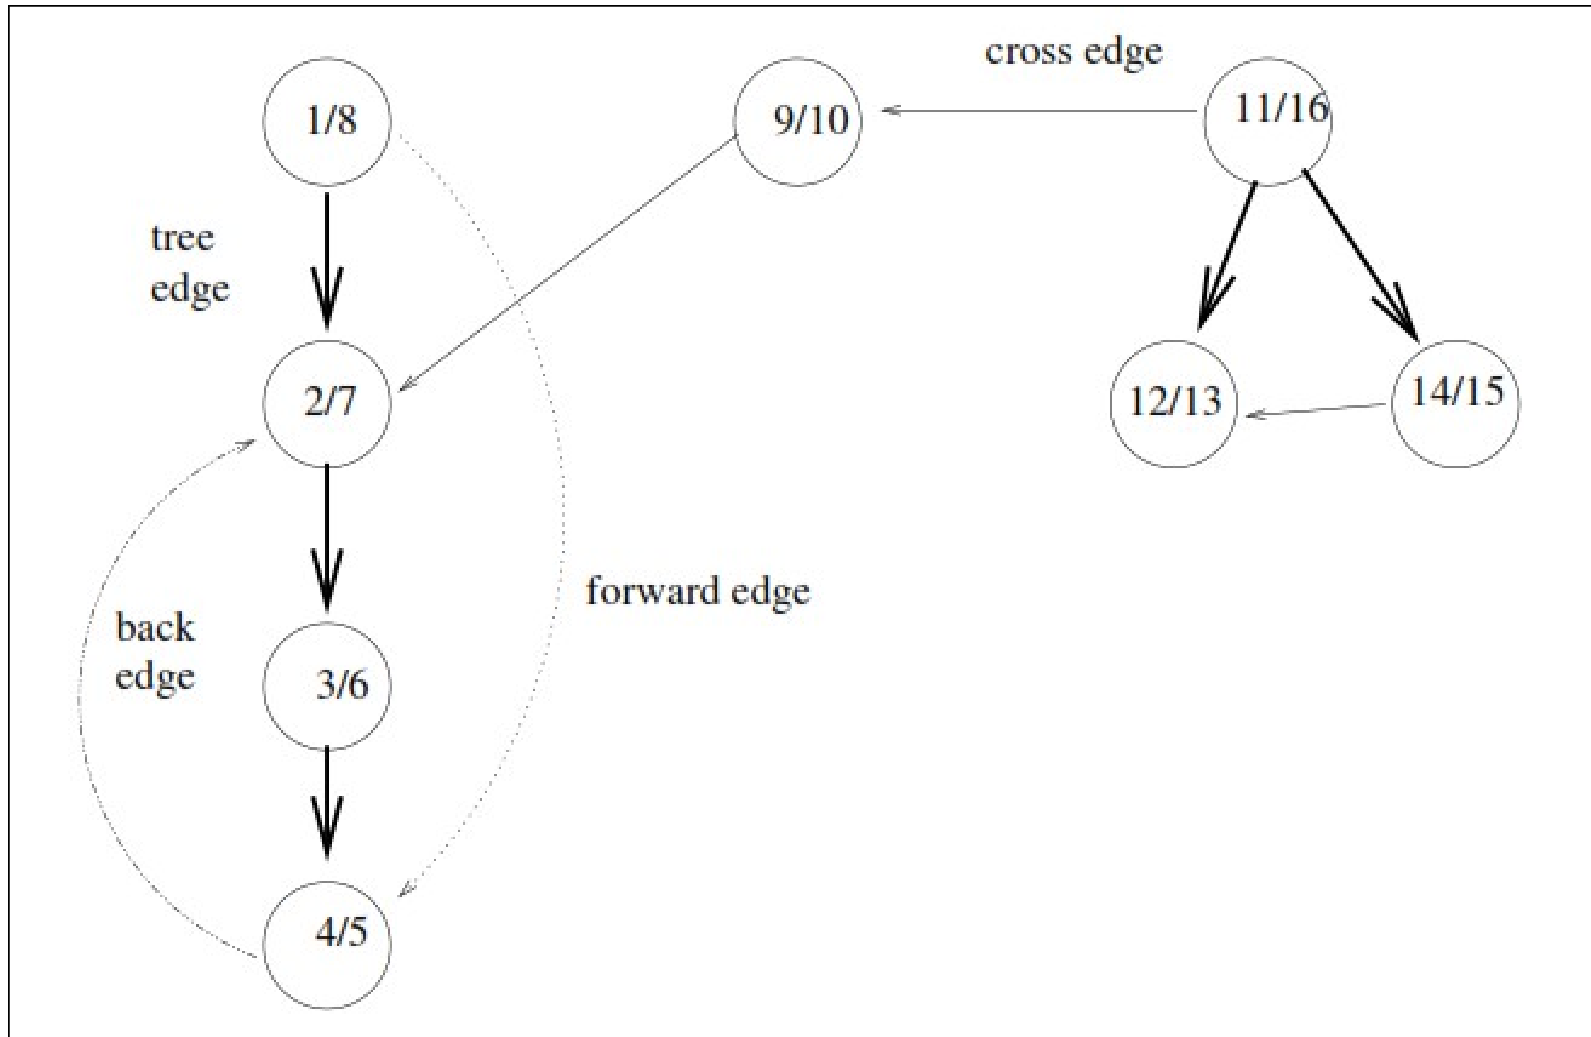 cross edge
1/8
9/10
11/16
tree
edge
2/7
12/13
14/15
forward edge
back
edge
3/6
4/5